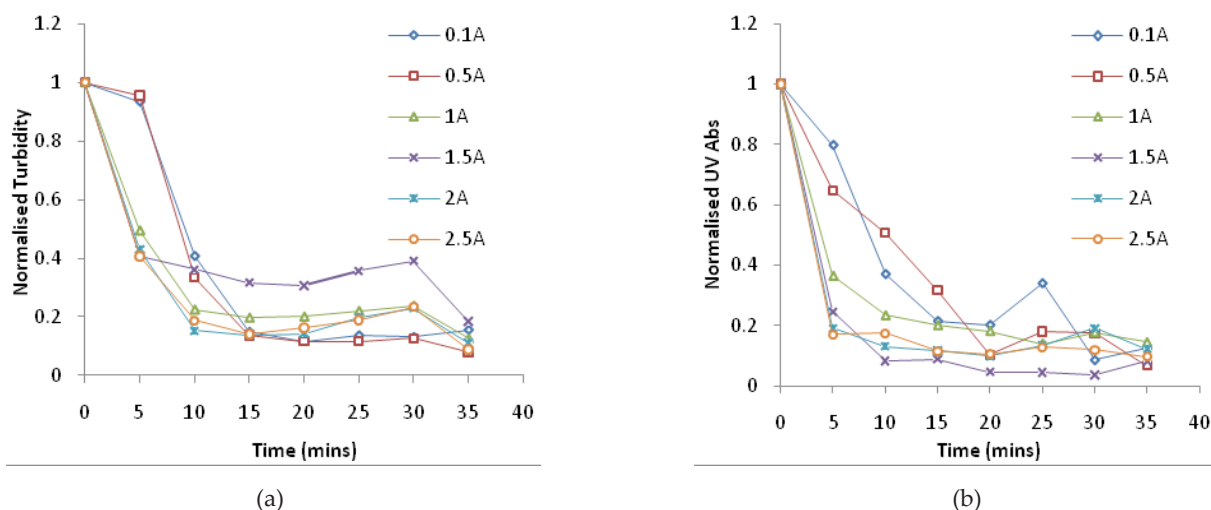 1.2
1
0.8
0.6
0.4
0.2
0
Normalised Turbidity
0 5 10 15 20 25 30 35 40
Time (mins)
0.1A
0.5A
1A
1.5A
2A
2.5A
(a)
1.2
1
0.8
0.6
0.4
0.2
0
Normalised UV Abs
0 5 10 15 20 25 30 35 40
Time (mins)
0.1A
0.5A
1A
1.5A
2A
2.5A
(b)